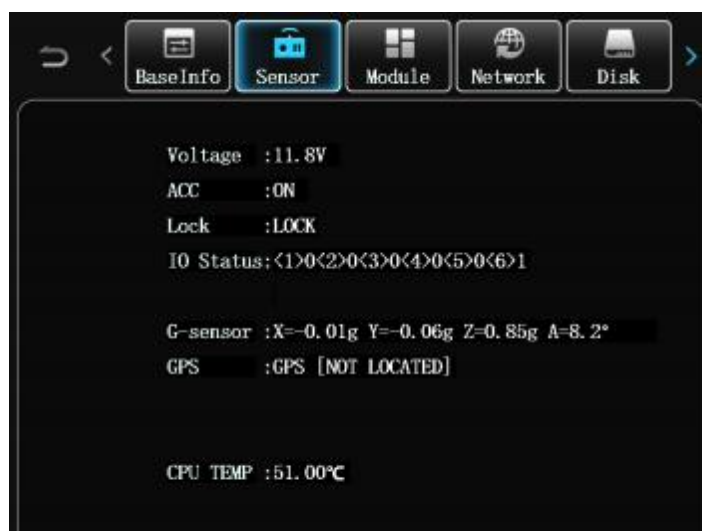 BaseInfo Sensor Module Network Disk
Voltage :11.8V
ACC :ON
Lock :LOCK
IO Status:<1>0<2>0<3>0<4>0<5>0<6>1
G-sensor :X=-0.01g Y=-0.06g Z=0.85g A=8.2°
GPS :GPS [NOT LOCATED]
CPU TEMP :51.00℃